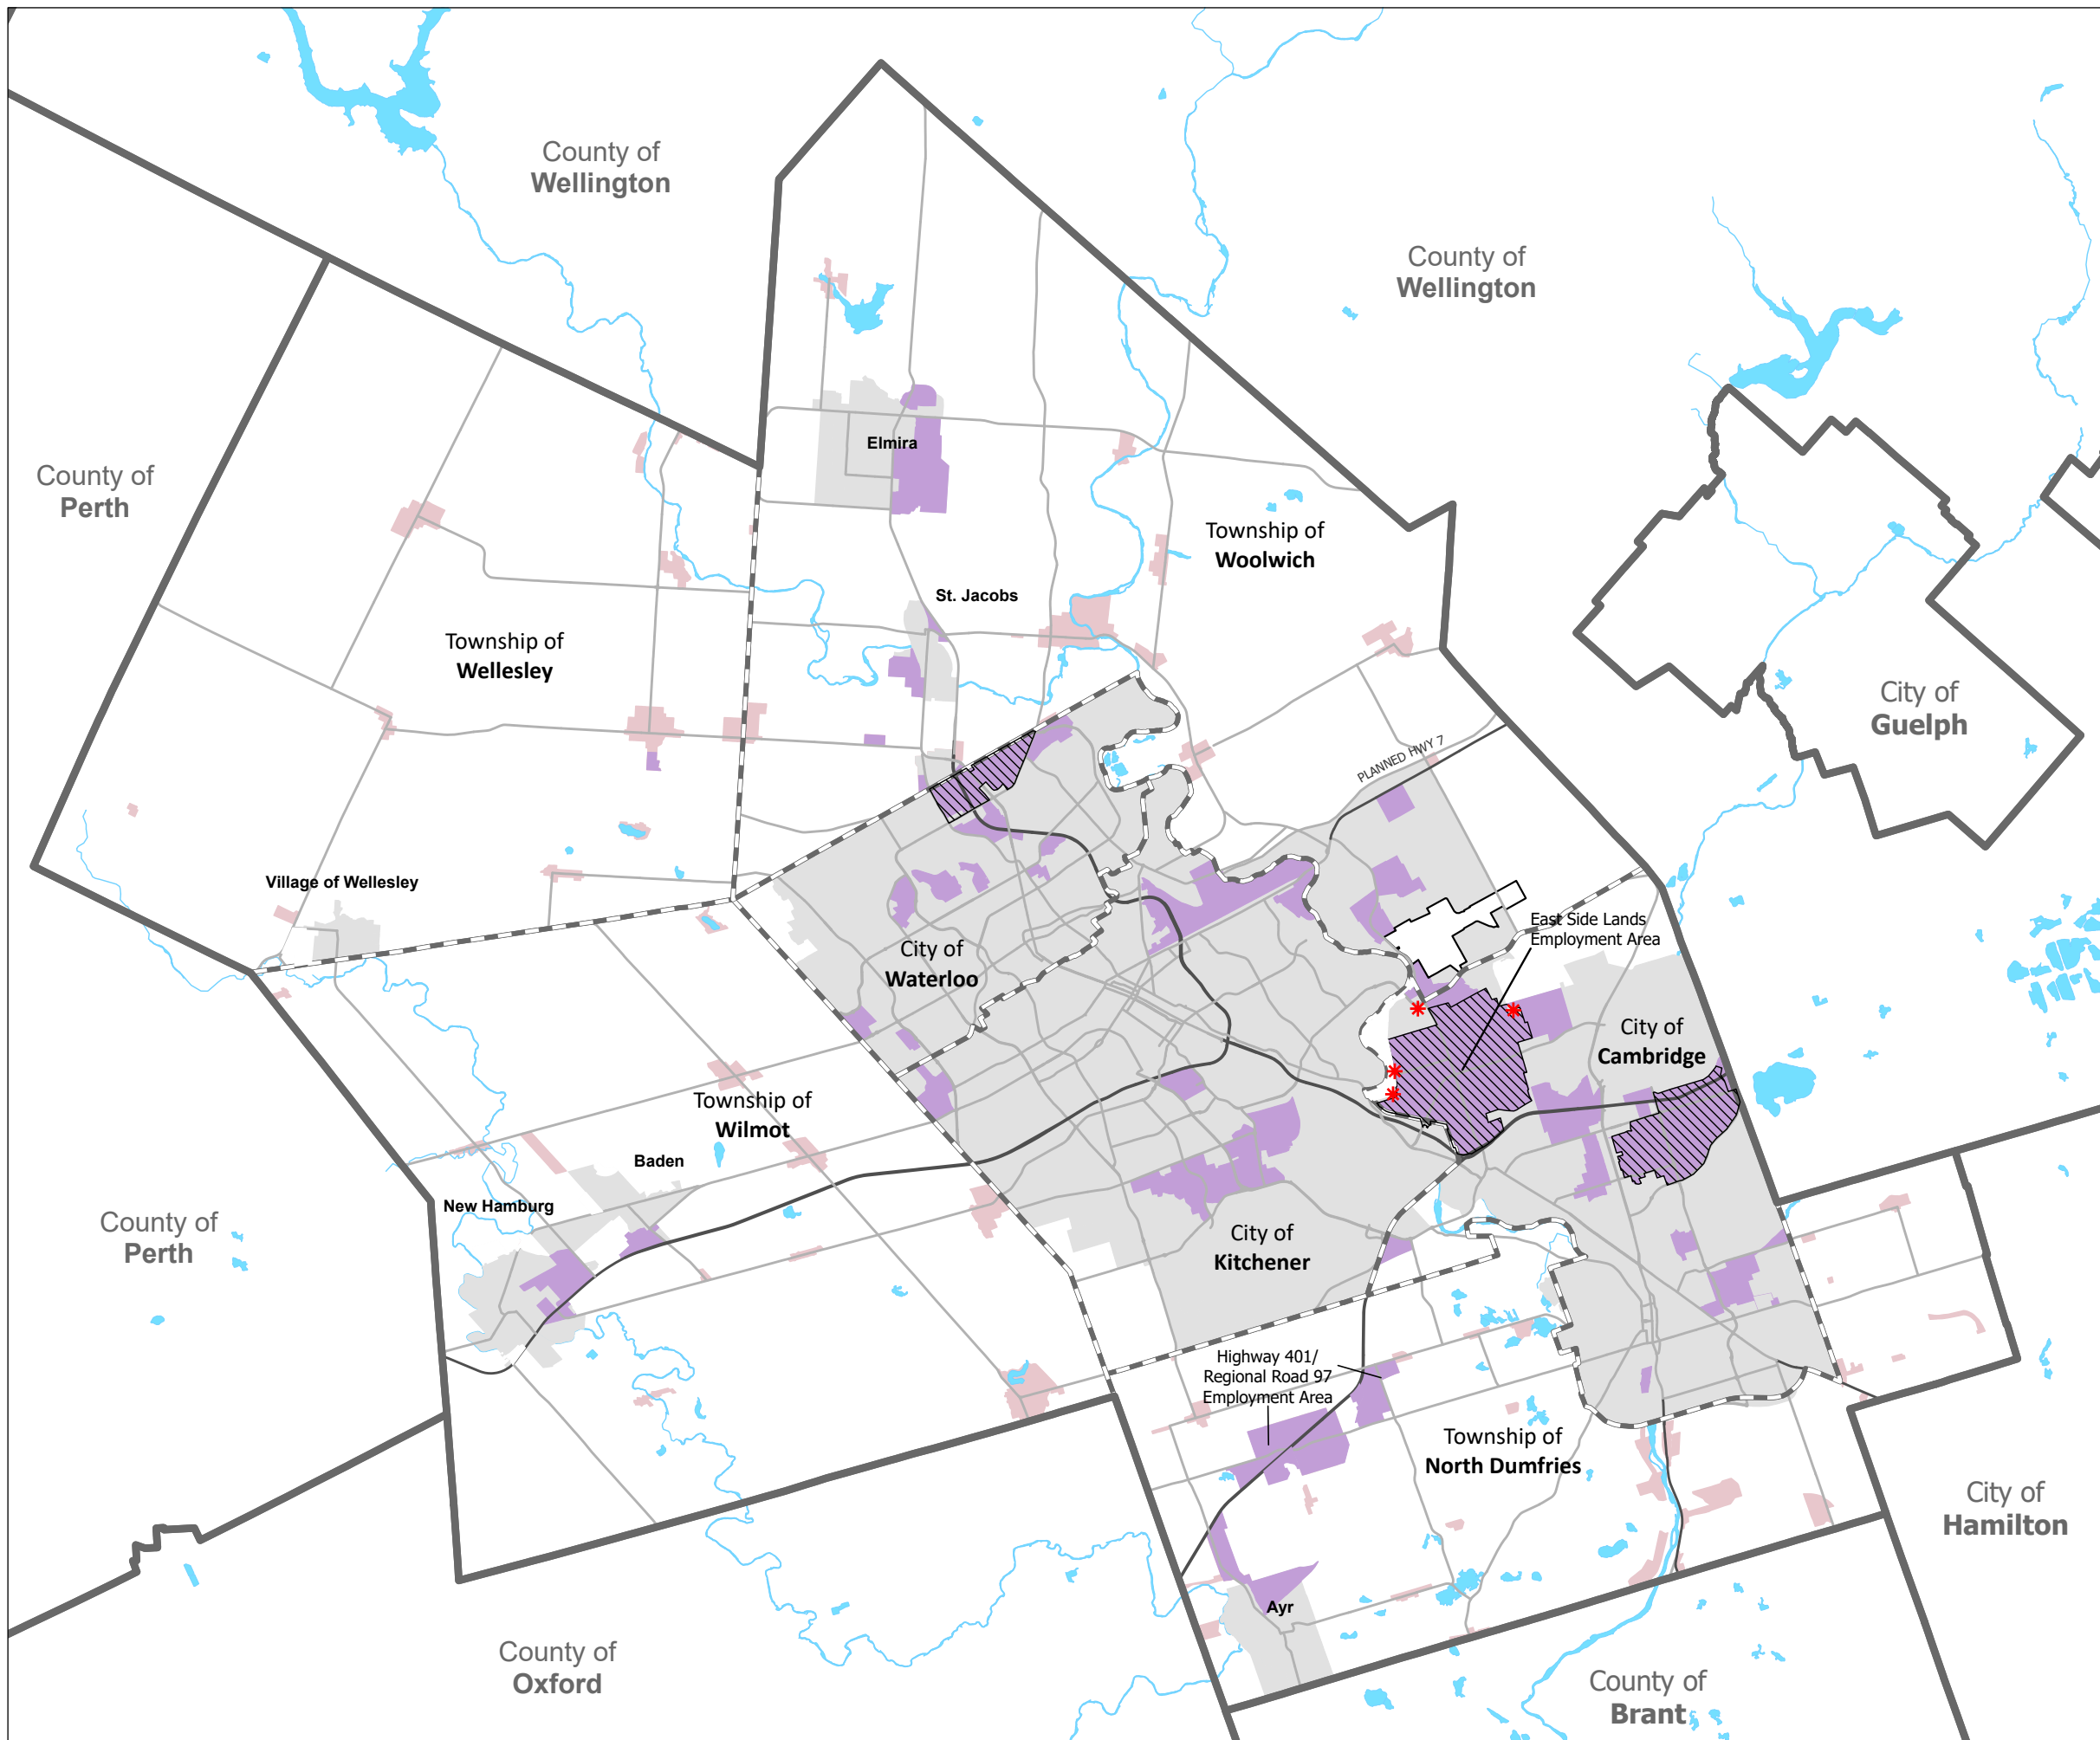 County of
Wellington
County of
Wellington
Elmira
County of
Perth
Township of
Woolwich
St. Jacobs
Township of
Wellesley
City of
Guelph
PLANNED HWY 7
Village of Wellesley
East Side Lands
Employment Area
City of
Waterloo
City of
Cambridge
Township of
Wilmot
Baden
New Hamburg
County of
Perth
City of
Kitchener
Highway 401/
Regional Road 97
Employment Area
Township of
North Dumfries
City of
Hamilton
Ayr
County of
Oxford
County of
Brant